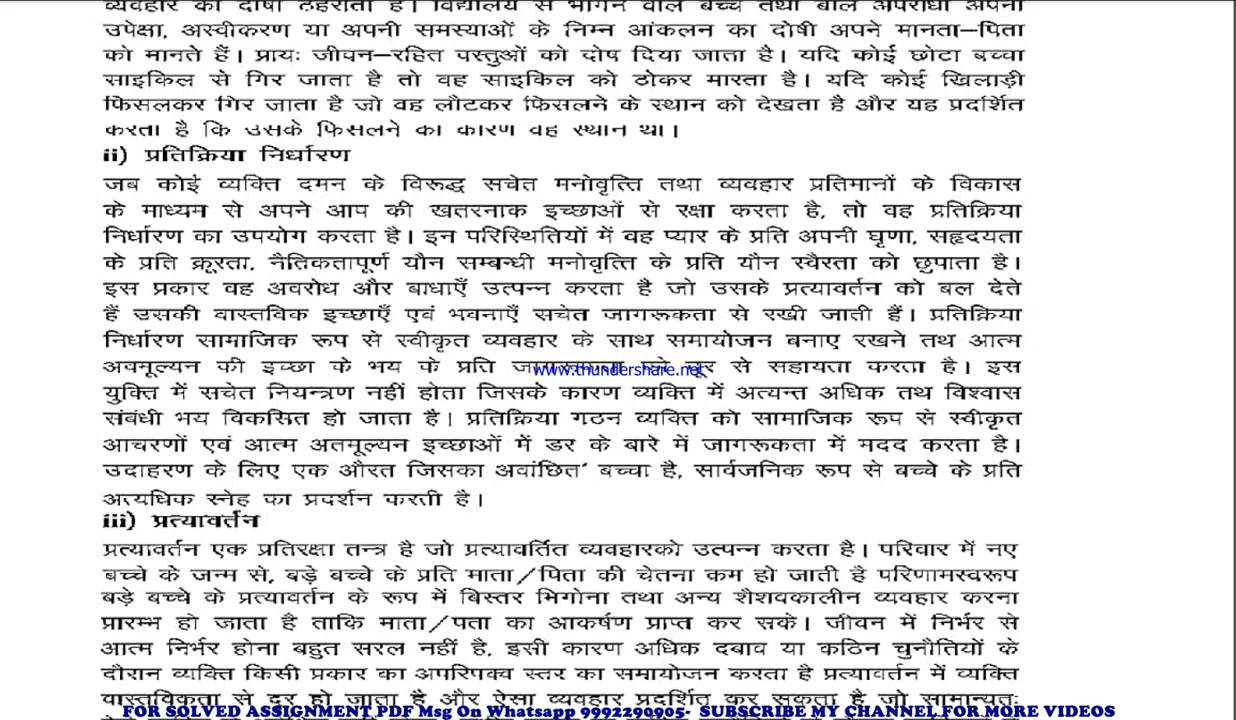 व्यवहार का दोषी ठहराता है। विद्यालय से भागने वाले बच्चे तथा बाल अपराधी अपनी
उपेक्षा, अस्वीकरण या अपनी समस्याओं के निम्न आंकलन का दोषी अपने मानता–पिता
को मानते हैं। प्रायः जीवन–रहित पस्तुओं को दोष दिया जाता है। यदि कोई छोटा बच्चा
साइकिल से गिर जाता है तो वह साइकिल को ठोकर मारता है। यदि कोई खिलाड़ी
फिसलकर गिर जाता है जो वह लौटकर फिसलने के स्थान को देखता है और यह प्रदर्शित
करता है कि उसके फिसलने का कारण वह स्थान था।
ii) प्रतिक्रिया निर्धारण
जब कोई व्यक्ति दमन के विरूद्ध सचेत मनोवृत्ति तथा व्यवहार प्रतिमानों के विकास
के माध्यम से अपने आप की खतरनाक इच्छाओं से रक्षा करता है, तो वह प्रतिक्रिया
निर्धारण का उपयोग करता है। इन परिस्थितियों में वह प्यार के प्रति अपनी घृणा, सहृदयता
के प्रति क्रूरता, नैतिकतापूर्ण यौन सम्बन्धी मनोवृत्ति के प्रति यौन स्वैरता को छुपाता है।
इस प्रकार वह अवरोध और बाधाएँ उत्पन्न करता है जो उसके प्रत्यावर्तन को बल देते
हैं उसकी वास्तविक इच्छाएँ एवं भवनाएँ सचेत जागरूकता से रखी जाती हैं। प्रतिक्रिया
निर्धारण सामाजिक रूप से स्वीकृत व्यवहार के साथ समायोजन बनाए रखने तथ आत्म
अवमूल्यन की इच्छा के भय के प्रति को दूर से सहायता करता है। इस
www.thundershare.net
युक्ति में सचेत नियन्त्रण नहीं होता जिसके कारण व्यक्ति में अत्यन्त अधिक तथ विश्वास
संबंधी भय विकसित हो जाता है। प्रतिक्रिया गठन व्यक्ति को सामाजिक रूप से स्वीकृत
आचरणों एवं आत्म अतमूल्यन इच्छाओं में डर के बारे में जागरूकता में मदद करता है।
उदाहरण के लिए एक औरत जिसका अवांछित' बच्चा है, सार्वजनिक रूप से बच्चे के प्रति
अत्यधिक स्नेह का प्रदर्शन करती है।
iii) प्रत्यावर्तन
प्रत्यावर्तन एक प्रतिरक्षा तन्त्र है जो प्रत्यावर्तित व्यवहारको उत्पन्न करता है। परिवार में नए
बच्चे के जन्म से, बड़े बच्चे के प्रति माता/पिता की चेतना कम हो जाती है परिणामस्वरूप
बड़े बच्चे के प्रत्यावर्तन के रूप में बिस्तर भिगोना तथा अन्य शैशवकालीन व्यवहार करना
प्रारम्भ हो जाता है ताकि माता/पता का आकर्षण प्राप्त कर सके। जीवन में निर्भर से
आत्म निर्भर होना बहुत सरल नहीं है, इसी कारण अधिक दबाव या कठिन चुनौतियों के
दौरान व्यक्ति किसी प्रकार का अपरिपक्व स्तर का समायोजन करता है प्रत्यावर्तन में व्यक्ति
वास्तविकता से दूर हो जाता है और ऐसा व्यवहार प्रदर्शित कर सकता है जो सामान्यतः
FOR SOLVED ASSIGNMENT PDF Msg On Whatsapp 9992290905- SUBSCRIBE MY CHANNEL FOR MORE VIDEOS